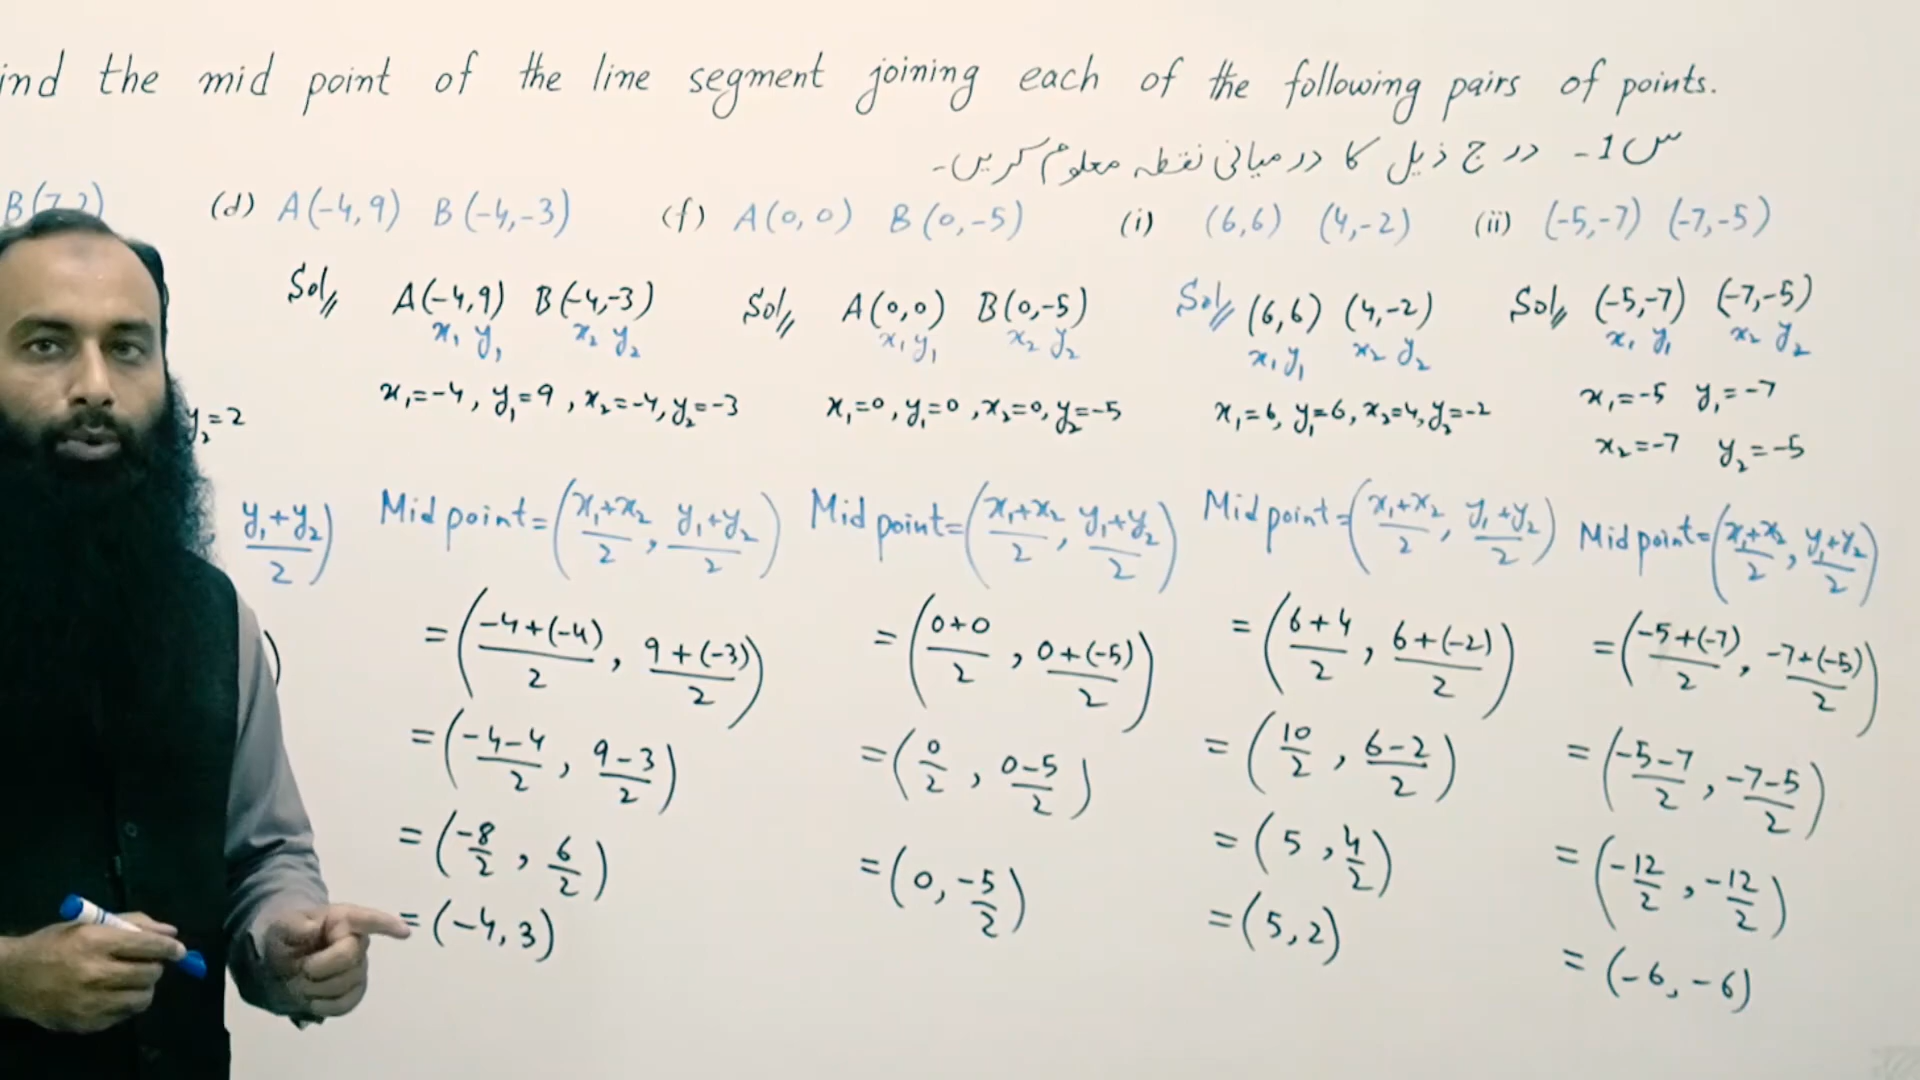 ind the mid point of the line segment joining each of the following pairs of points.
س 1- درج ذیل کا درمیانی نقطہ معلوم کریں۔
B(7,2) (d) A(-4,9) B(-4,-3) (f) A(0,0) B(0,-5) (i) (6,6) (4,-2) (ii) (-5,-7) (-7,-5)
y₂=2
y₁+y₂/2)
)
Sol// A(-4,9) B(-4,-3)
x₁ y₁ x₂ y₂
x₁=-4, y₁=9, x₂=-4, y₂=-3
Mid point=(x₁+x₂/2, y₁+y₂/2)
=(-4+(-4)/2, 9+(-3)/2)
=(-4-4/2, 9-3/2)
=(-8/2, 6/2)
=(-4,3)
Sol// A(0,0) B(0,-5)
x₁ y₁ x₂ y₂
x₁=0, y₁=0, x₂=0, y₂=-5
Mid point=(x₁+x₂/2, y₁+y₂/2)
=(0+0/2, 0+(-5)/2)
=(0/2, 0-5/2)
=(0, -5/2)
Sol// (6,6) (4,-2)
x₁ y₁ x₂ y₂
x₁=6, y₁=6, x₂=4, y₂=-2
Mid point=(x₁+x₂/2, y₁+y₂/2)
=(6+4/2, 6+(-2)/2)
=(10/2, 6-2/2)
=(5, 4/2)
=(5,2)
Sol// (-5,-7) (-7,-5)
x₁ y₁ x₂ y₂
x₁=-5 y₁=-7
x₂=-7 y₂=-5
Mid point=(x₁+x₂/2, y₁+y₂/2)
=(-5+(-7)/2, -7+(-5)/2)
=(-5-7/2, -7-5/2)
=(-12/2, -12/2)
=(-6,-6)